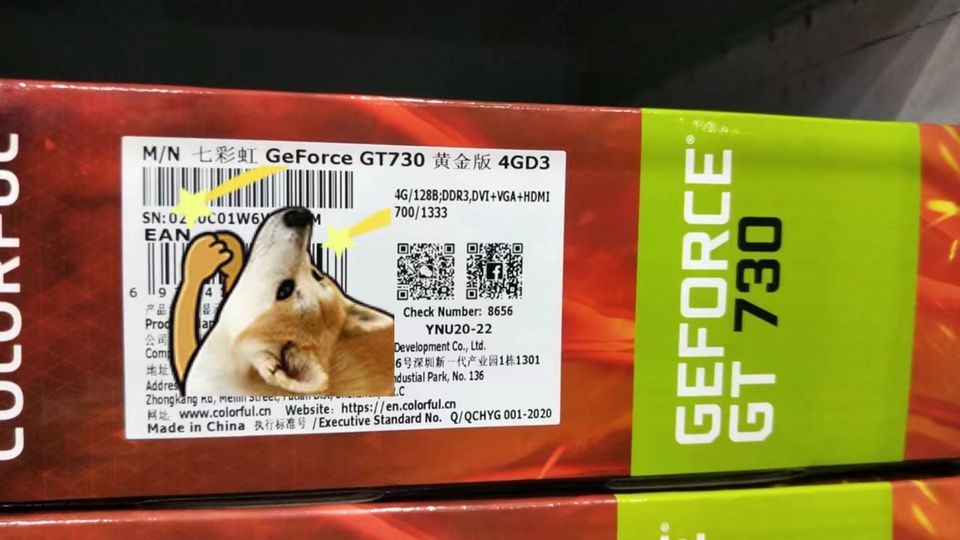 COLORFUL
M/N 七彩虹 GeForce GT730 黄金版 4GD3
4G/128B;DDR3,DVI+VGA+HDMI
700/1333
EAN
Check Number: 8656
YNU20-22
Development Co., Ltd.
6号深圳新一代产业园1栋1301
No. 136
网址 www.colorful.cn Website: https://en.colorful.cn
Made in China 执行标准号/Executive Standard No. Q/QCHYG 001-2020
GEFORCE®
GT 730